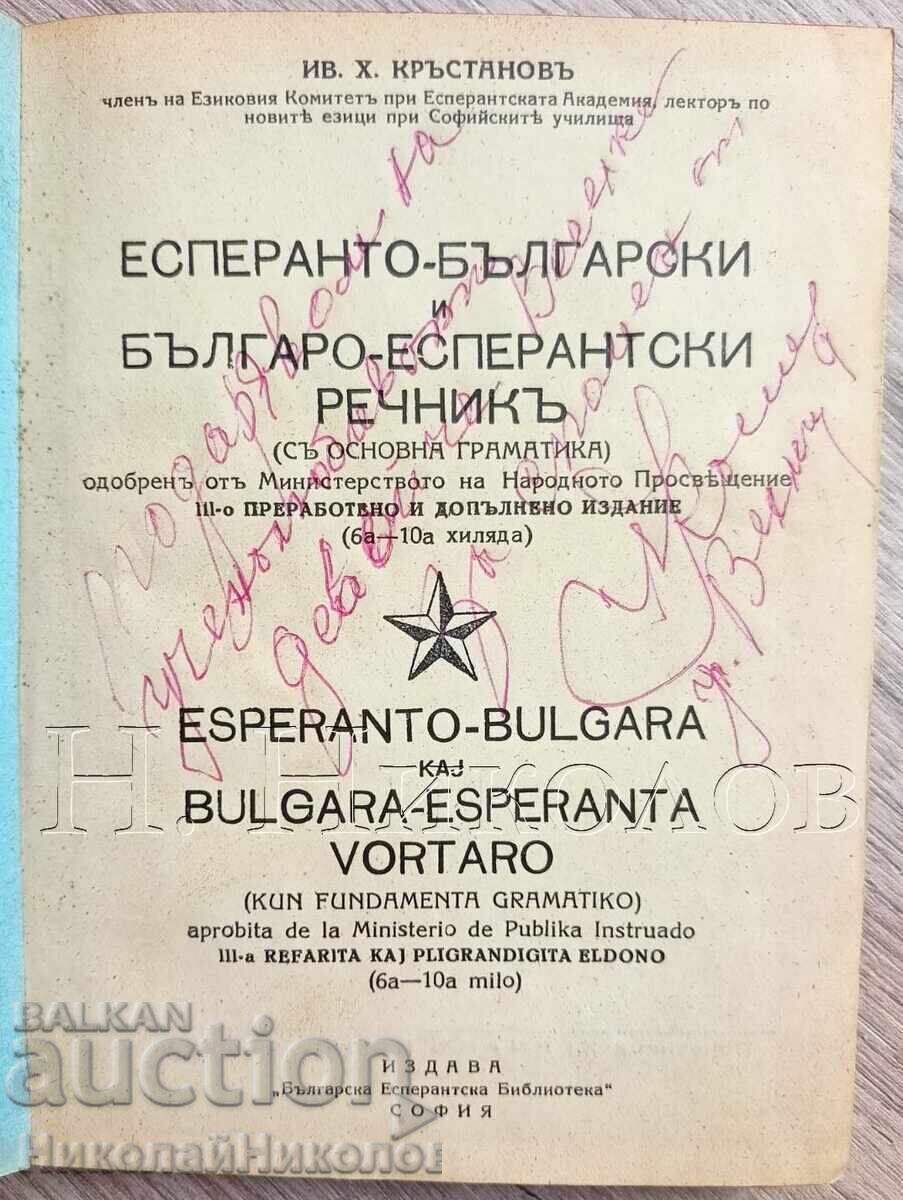 ИВ. Х. КРЪСТАНОВЪ
членъ на Езиковия Комитетъ при Есперантската Академия, лекторъ по
новитѣ езици при Софийскитѣ училища
ЕСПЕРАНТО-БЪЛГАРСКИ
и
БЪЛГАРО-ЕСПЕРАНТСКИ
РЕЧНИКЪ
(СЪ ОСНОВНА ГРАМАТИКА)
одобренъ отъ Министерството на Народното Просвѣщение
III-о ПРЕРАБОТЕНО И ДОПЪЛНЕНО ИЗДАНИЕ
(6а—10а хиляда)
ESPERANTO-BULGARA
KAJ
BULGARA-ESPERANTA
VORTARO
(KUN FUNDAMENTA GRAMATIKO)
aprobita de la Ministerio de Publika Instruado
III-a REFARITA KAJ PLIGRANDIGITA ELDONO
(6a—10a milo)
ИЗДАВА
„Българска Есперантска Библиотека"
СОФИЯ
Н. НИКОЛОВ
BALKAN
auction
НиколайНиколов